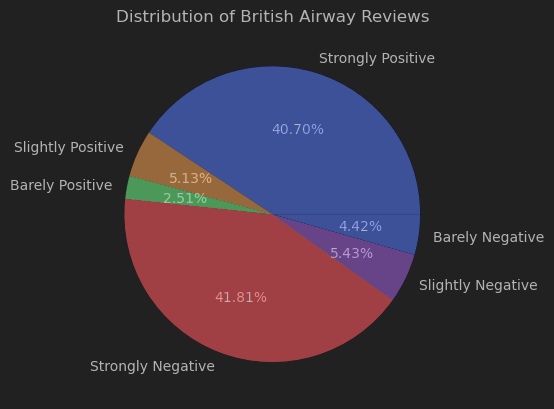 Distribution of British Airway Reviews
Strongly Positive
40.70%
Slightly Positive
5.13%
Barely Positive
2.51%
4.42%
Barely Negative
5.43%
Slightly Negative
41.81%
Strongly Negative